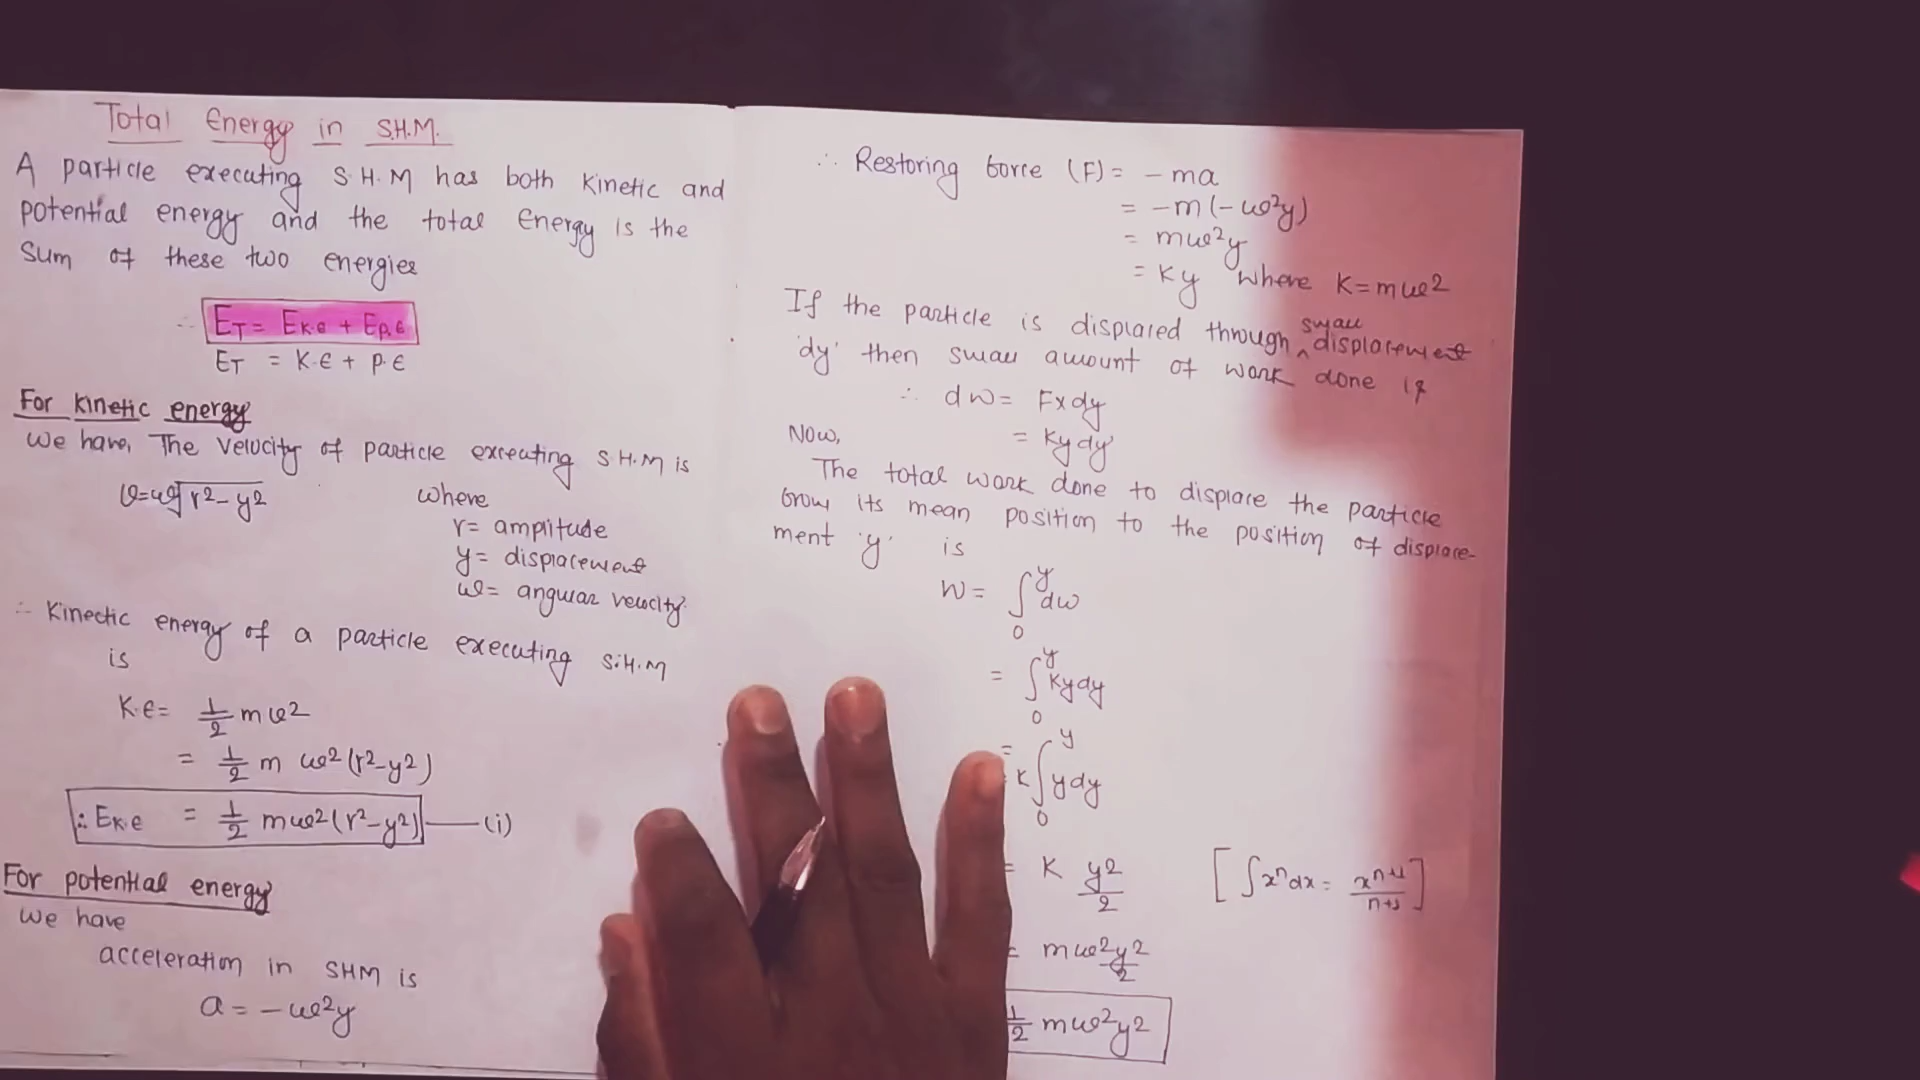 Total Energy in S.H.M.
A particle executing S.H.M has both kinetic and
potential energy and the total Energy is the
Sum of these two energies
∴ ET = EK.e + EP.e
ET = K.E + P.E
For kinetic energy
We have, The velocity of particle executing S.H.M is
v=ω√r²-y² where
r= amplitude
y= displacement
ω= angular velocity.
∴ Kinectic energy of a particle executing S.H.M
is
K.E= 1/2 mv²
= 1/2 m ω²(r²-y²)
∴ EK.e = 1/2 mω²(r²-y²) —(i)
For potential energy
We have
acceleration in SHM is
a = -ω²y
∴ Restoring force (F) = -ma
= -m(-ω²y)
= mω²y
= Ky where K=mω²
If the particle is displaced through small displacement
'dy' then small amount of work done is
∴ dw = F×dy
= Ky dy
Now,
The total work done to displace the particle
from its mean position to the position of displace-
ment 'y' is
W = ∫₀ʸ dw
= ∫₀ʸ Kydy
= K∫₀ʸ ydy
= K y²/2 [∫xⁿdx = xⁿ⁺¹/n+1]
= mω²y²/2
1/2 mω²y²